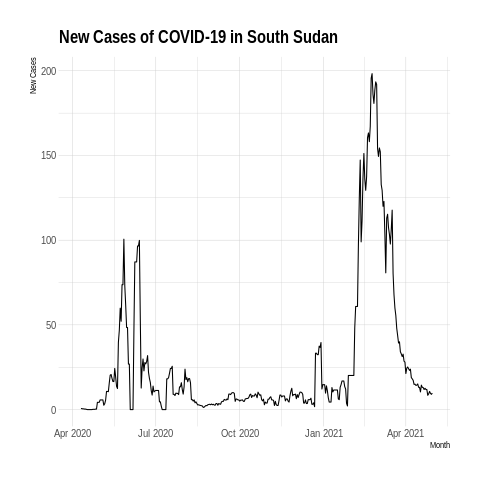 New Cases of COVID-19 in South Sudan
New Cases
200
150
100
50
0
Apr 2020 Jul 2020 Oct 2020 Jan 2021 Apr 2021
Month